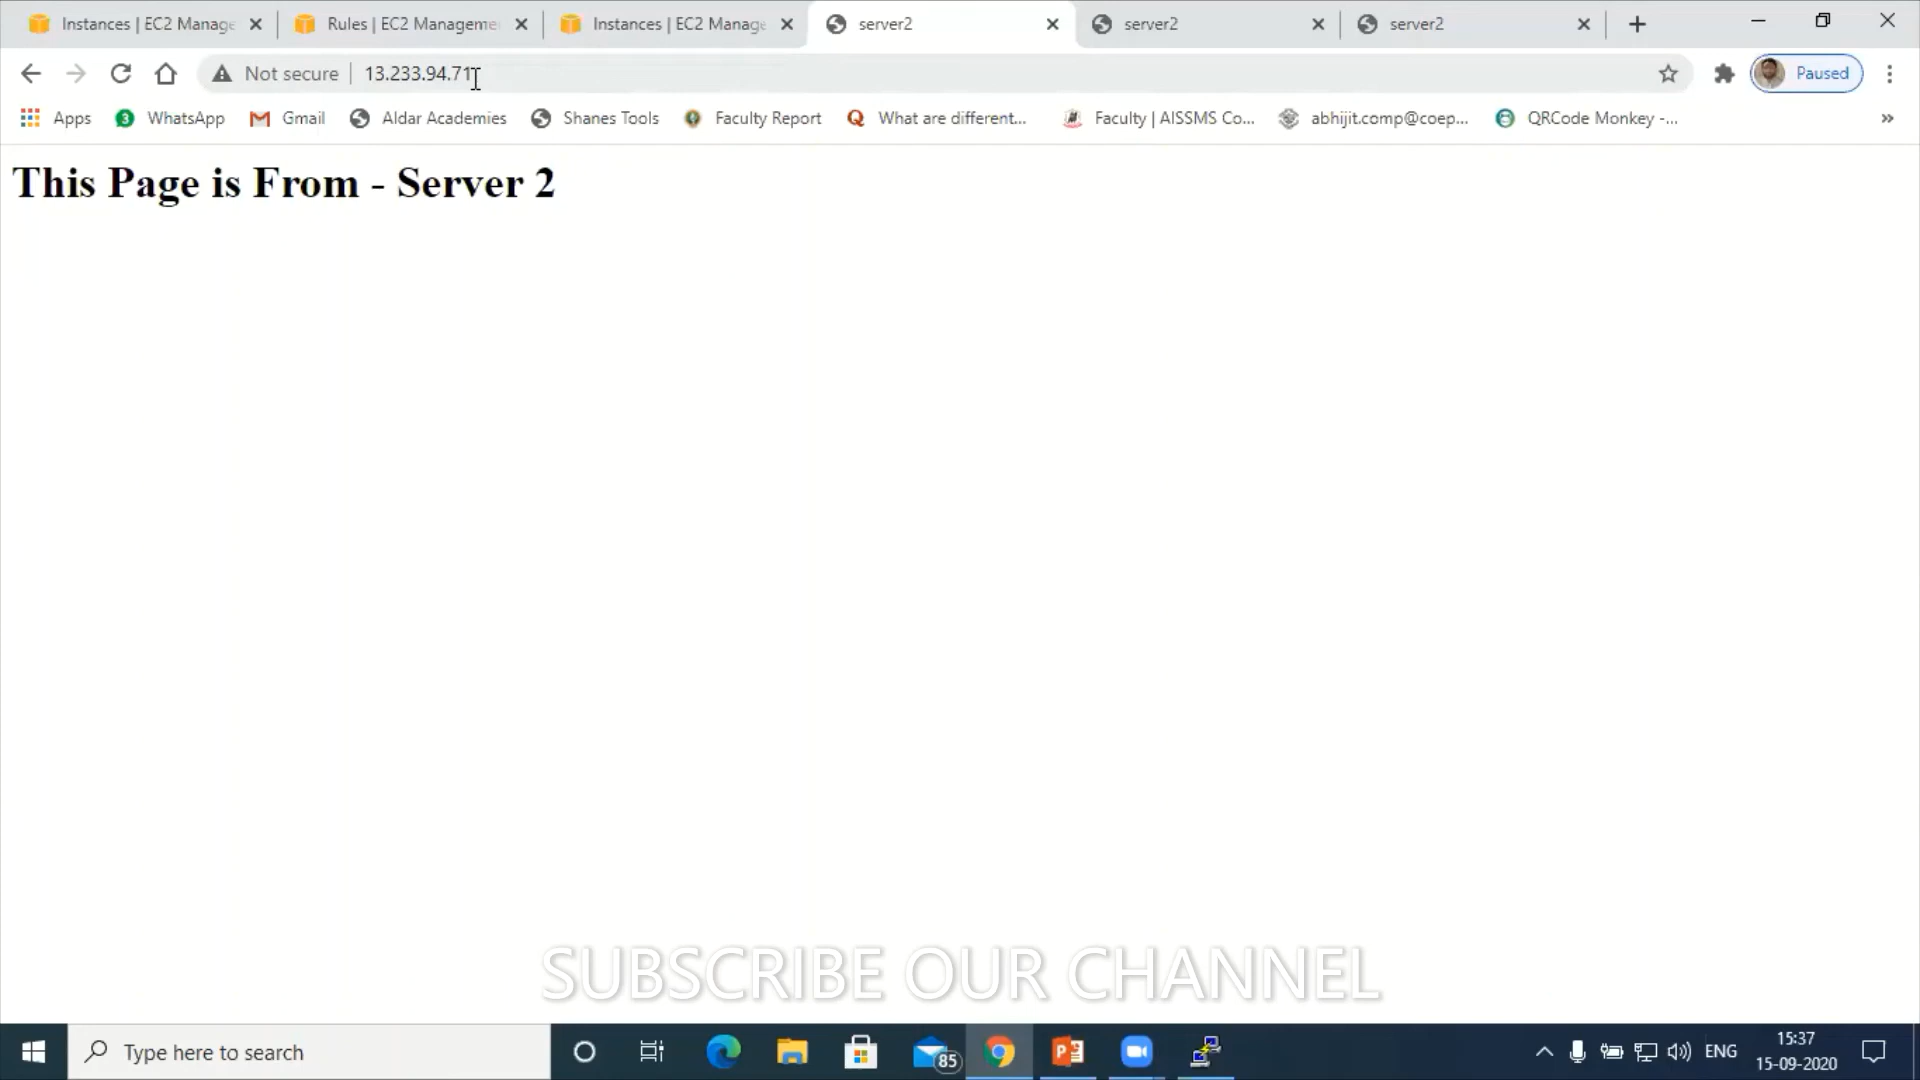 Instances | EC2 Manage
Rules | EC2 Manageme
Instances | EC2 Manage
server2
server2
server2
Not secure
13.233.94.71
Paused
Apps
3
WhatsApp
Gmail
Aldar Academies
Shanes Tools
Faculty Report
What are different...
Faculty | AISSMS Co...
abhijit.comp@coep...
QRCode Monkey -...
»
This Page is From - Server 2
SUBSCRIBE OUR CHANNEL
Type here to search
85
ENG
15:37
15-09-2020